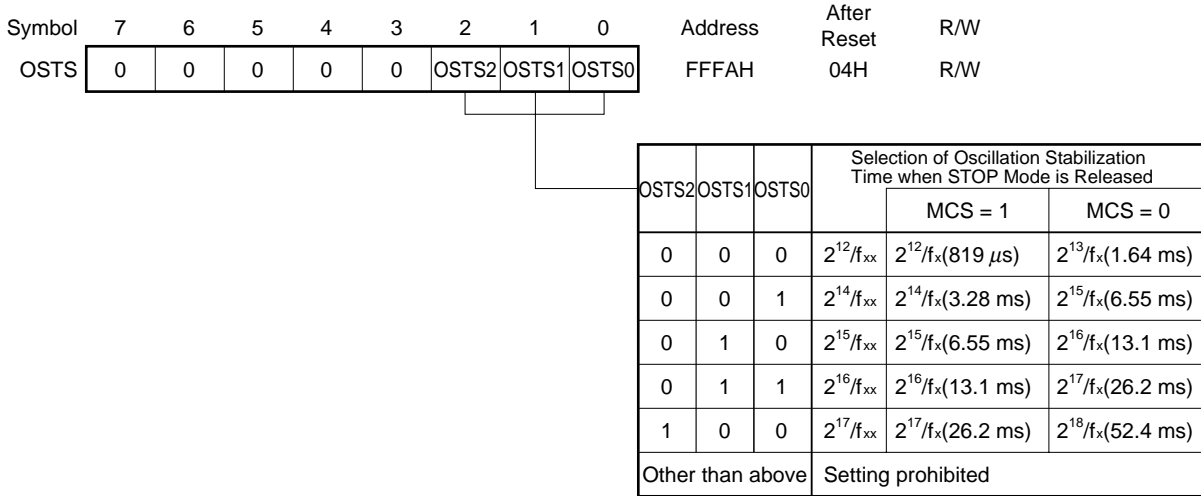 Symbol 7 6 5 4 3 2 1 0 Address After Reset R/W
OSTS 0 0 0 0 0 OSTS2 OSTS1 OSTS0 FFFAH 04H R/W
OSTS2 OSTS1 OSTS0 Selection of Oscillation Stabilization
Time when STOP Mode is Released
MCS = 1 MCS = 0
0 0 0 2^12/fxx 2^12/fx(819 μs) 2^13/fx(1.64 ms)
0 0 1 2^14/fxx 2^14/fx(3.28 ms) 2^15/fx(6.55 ms)
0 1 0 2^15/fxx 2^15/fx(6.55 ms) 2^16/fx(13.1 ms)
0 1 1 2^16/fxx 2^16/fx(13.1 ms) 2^17/fx(26.2 ms)
1 0 0 2^17/fxx 2^17/fx(26.2 ms) 2^18/fx(52.4 ms)
Other than above Setting prohibited